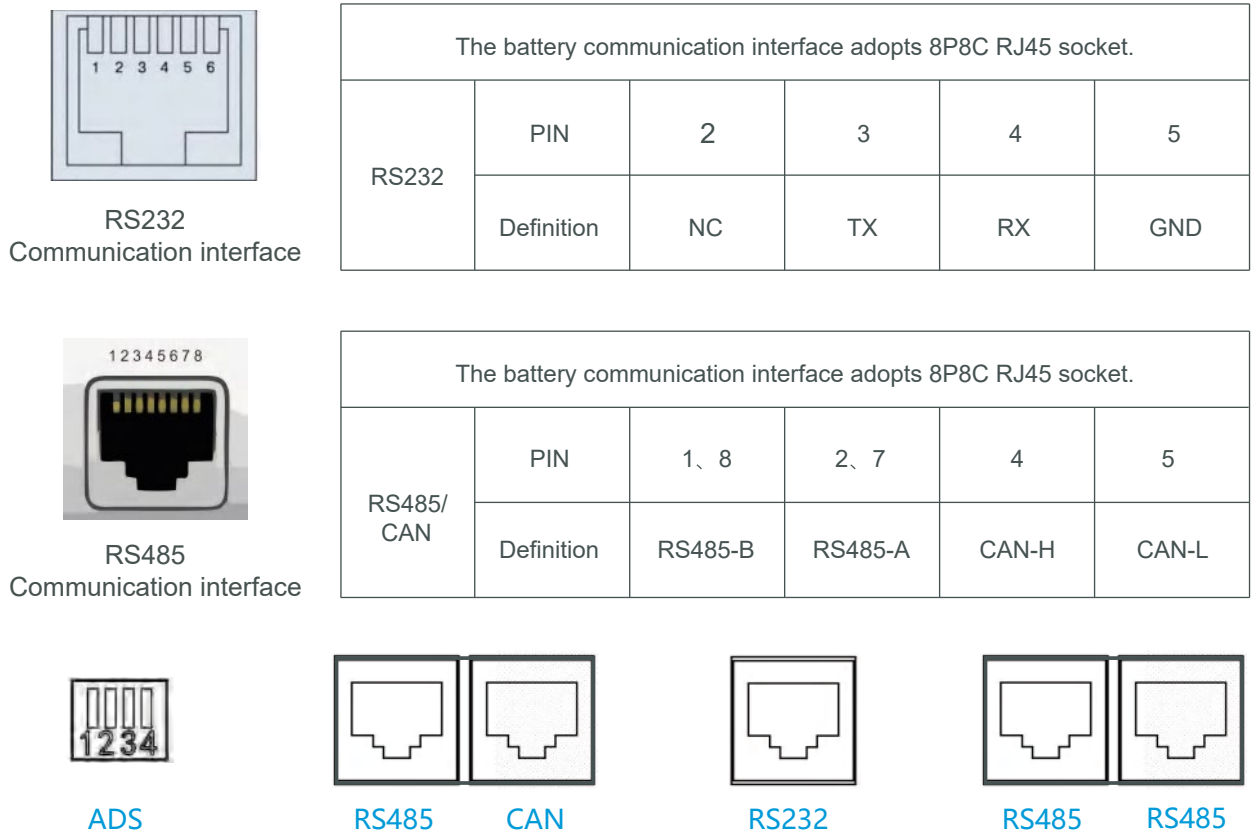 1 2 3 4 5 6
RS232
Communication interface
The battery communication interface adopts 8P8C RJ45 socket.
RS232
PIN 2 3 4 5
Definition NC TX RX GND
12345678
RS485
Communication interface
The battery communication interface adopts 8P8C RJ45 socket.
RS485/
CAN
PIN 1、8 2、7 4 5
Definition RS485-B RS485-A CAN-H CAN-L
1234
ADS RS485 CAN RS232 RS485 RS485